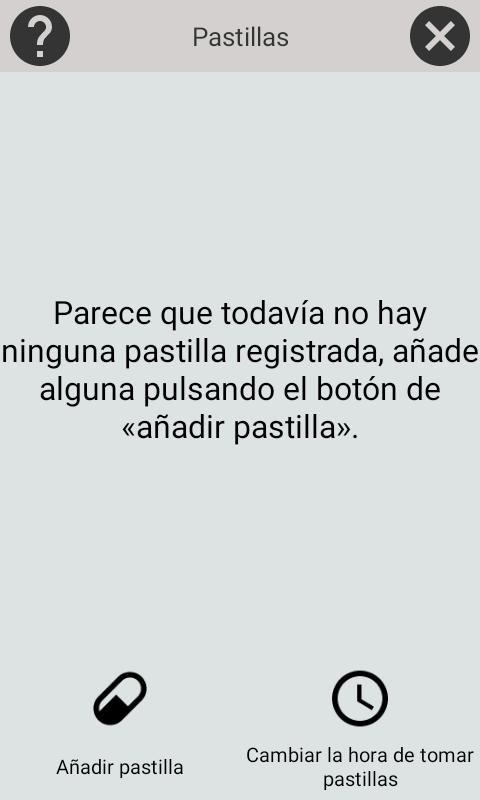 Pastillas
Parece que todavía no hay
ninguna pastilla registrada, añade
alguna pulsando el botón de
«añadir pastilla».
Añadir pastilla
Cambiar la hora de tomar
pastillas